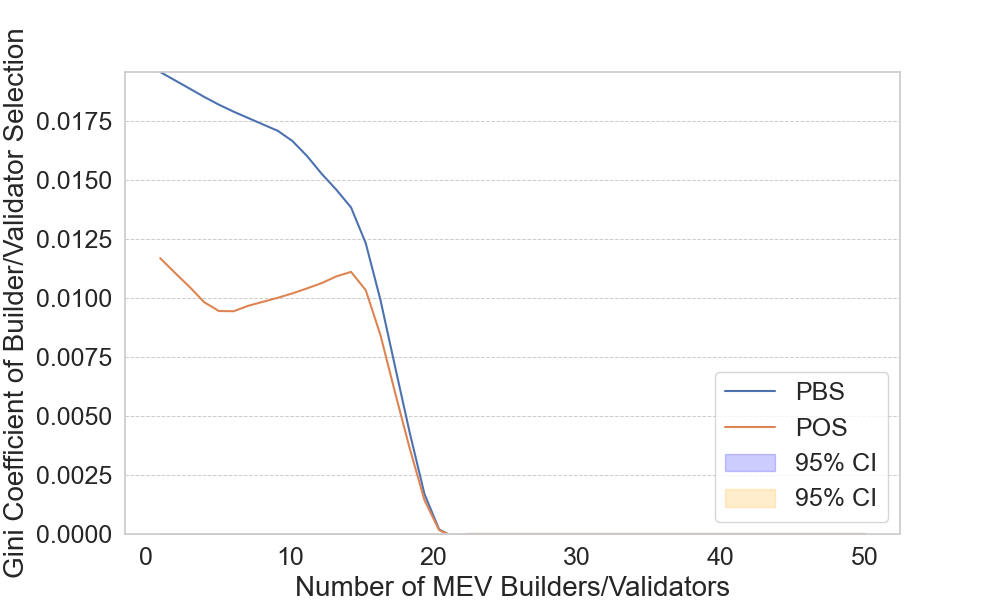 Gini Coefficient of Builder/Validator Selection
0.0175
0.0150
0.0125
0.0100
0.0075
0.0050
0.0025
0.0000
PBS
POS
95% CI
95% CI
0 10 20 30 40 50
Number of MEV Builders/Validators